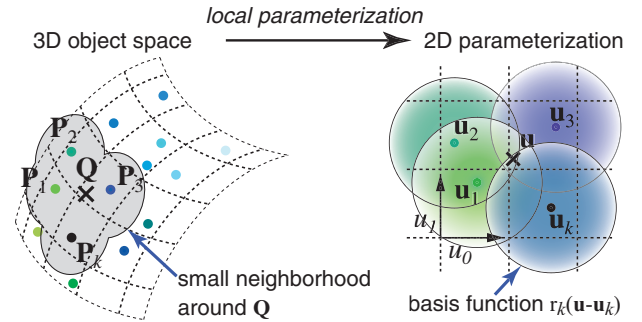 local parameterization
3D object space
2D parameterization
P2
Q
P1
P3
Pk
small neighborhood
around Q
u2
u
u3
u1
uk
u1
u0
basis function rk(u-uk)